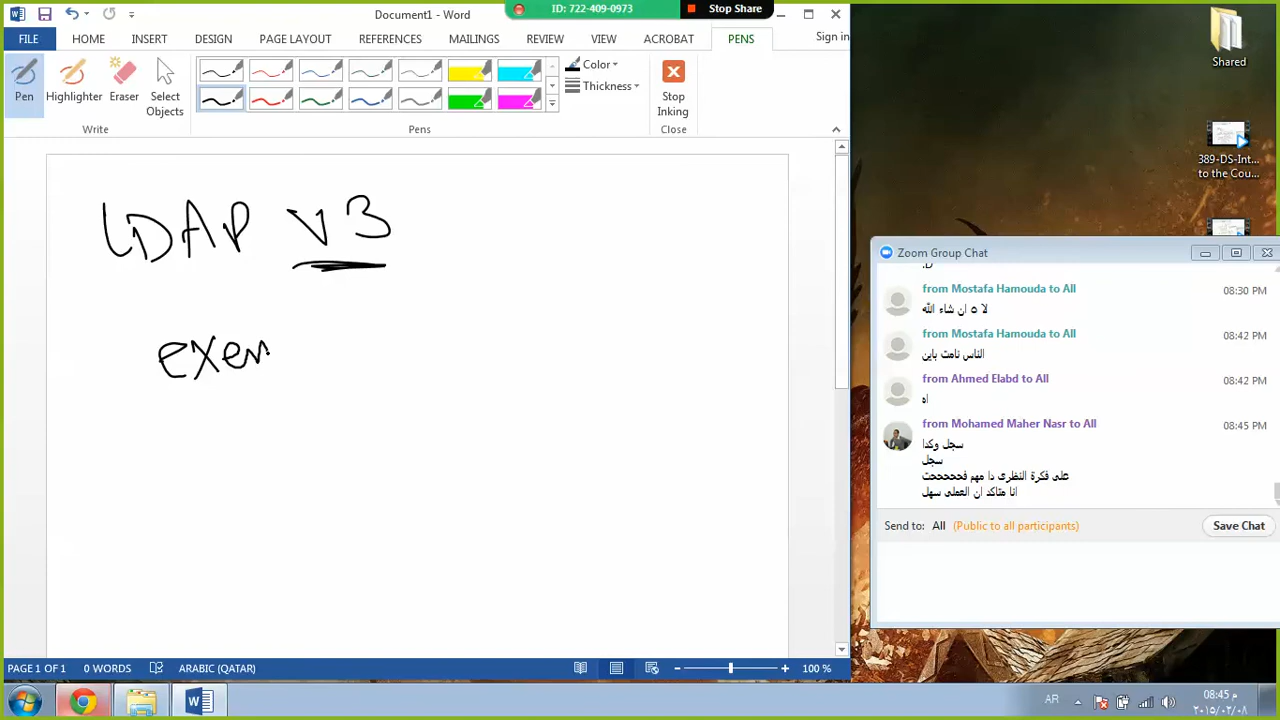 Document1 - Word
ID: 722-409-0973
Stop Share
FILE
HOME
INSERT
DESIGN
PAGE LAYOUT
REFERENCES
MAILINGS
REVIEW
VIEW
ACROBAT
PENS
Sign in
Pen
Highlighter
Eraser
Select Objects
Color
Thickness
Stop Inking
Write
Pens
Close
LDAP v3
exem
Shared
389-DS-Int...
to the Cou...
Zoom Group Chat
:D
from Mostafa Hamouda to All
08:30 PM
لا ٥ ان شاء الله
from Mostafa Hamouda to All
08:42 PM
الناس نامت باين
from Ahmed Elabd to All
08:42 PM
اه
from Mohamed Maher Nasr to All
08:45 PM
سجل وكدا
سجل
على فكرة النظرى دا مهم فححححت
انا متاكد ان العملى سهل
Send to: All (Public to all participants)
Save Chat
PAGE 1 OF 1
0 WORDS
ARABIC (QATAR)
100 %
AR
08:45 م
٢٠١٥/٠٢/٠٨